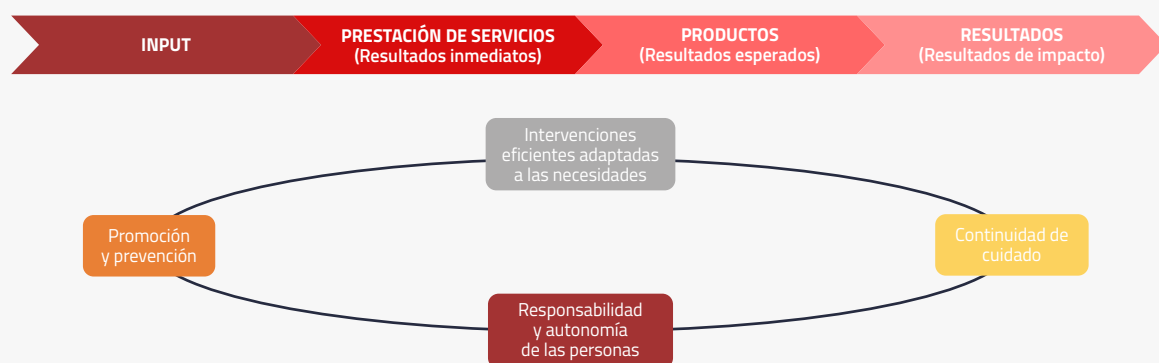 INPUT
PRESTACIÓN DE SERVICIOS
(Resultados inmediatos)
PRODUCTOS
(Resultados esperados)
RESULTADOS
(Resultados de impacto)
Intervenciones
eficientes adaptadas
a las necesidades
Promoción
y prevención
Continuidad de
cuidado
Responsabilidad
y autonomía
de las personas